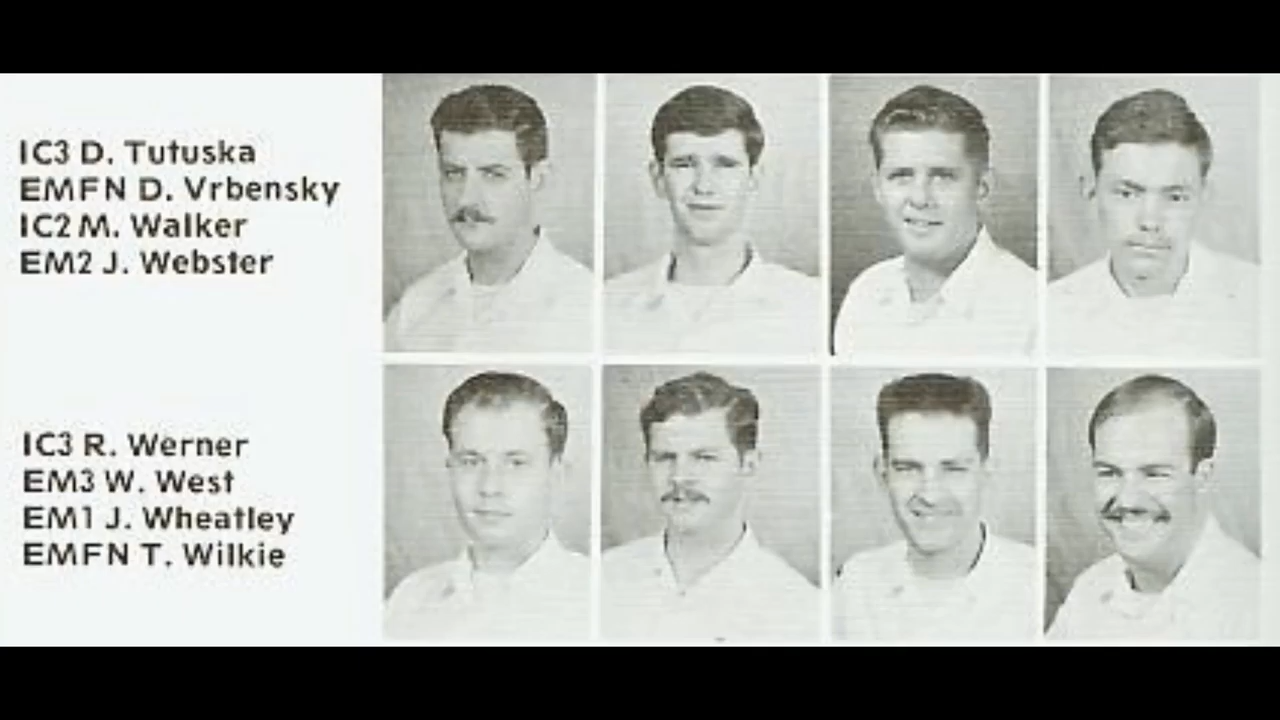 IC3 D. Tutuska
EMFN D. Vrbensky
IC2 M. Walker
EM2 J. Webster
IC3 R. Werner
EM3 W. West
EM1 J. Wheatley
EMFN T. Wilkie